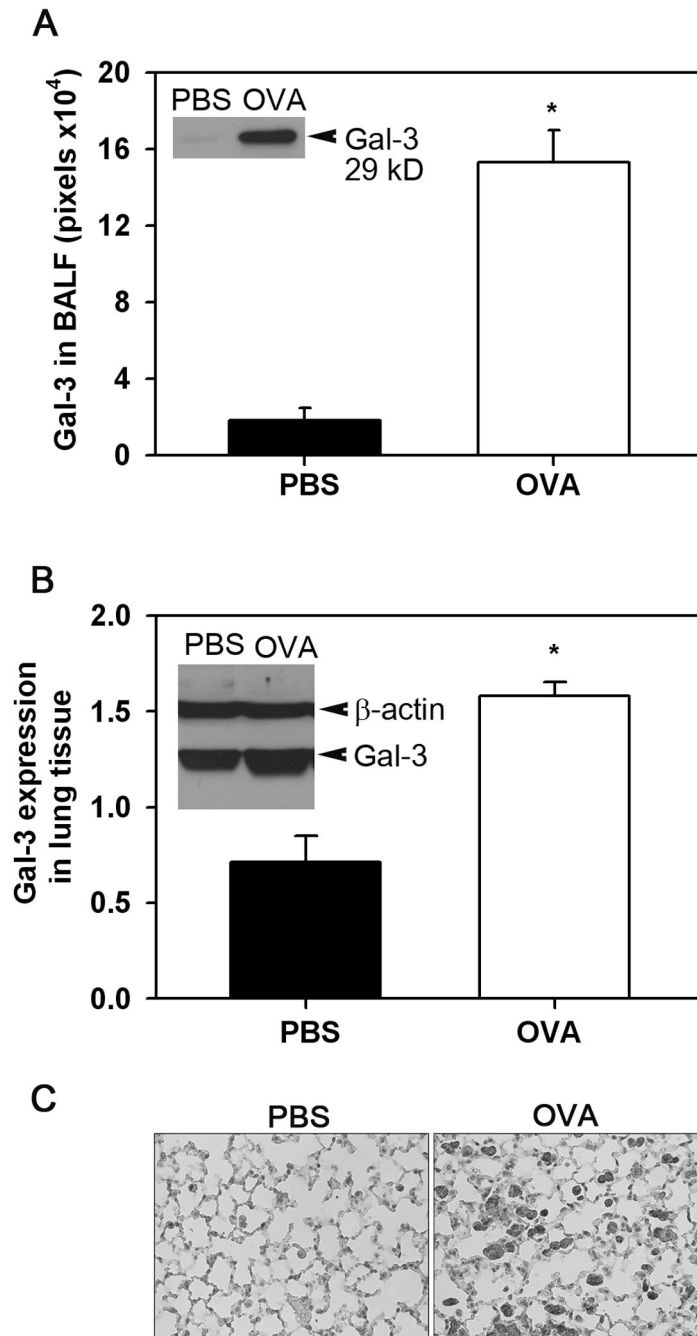 A
Gal-3 in BALF (pixels x10⁴)
20
16
12
8
4
0
PBS OVA
Gal-3
29 kD
*
PBS
OVA
B
Gal-3 expression
in lung tissue
2.0
1.5
1.0
0.5
0.0
PBS OVA
β-actin
Gal-3
*
PBS
OVA
C
PBS
OVA